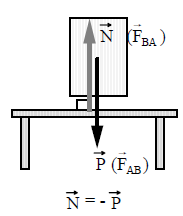 N⃗ (F⃗BA)
P⃗ (F⃗AB)
N⃗ = - P⃗